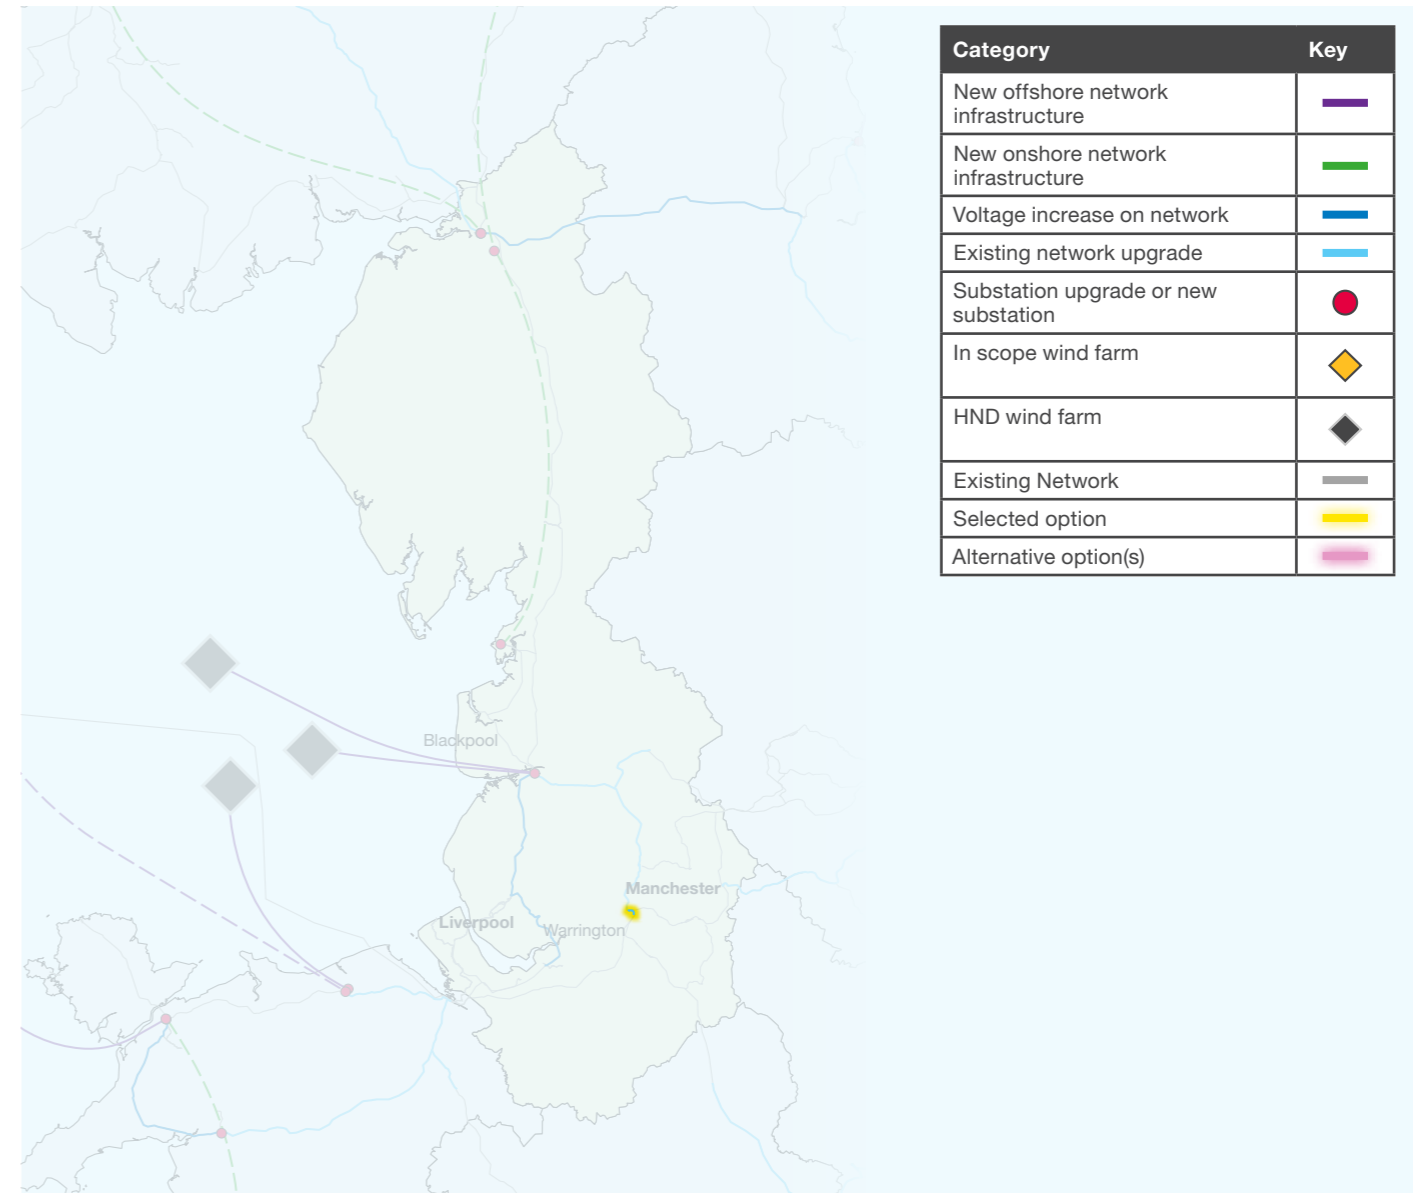 Category Key
New offshore network
infrastructure
New onshore network
infrastructure
Voltage increase on network
Existing network upgrade
Substation upgrade or new
substation
In scope wind farm
HND wind farm
Existing Network
Selected option
Alternative option(s)
Blackpool
Manchester
Liverpool
Warrington